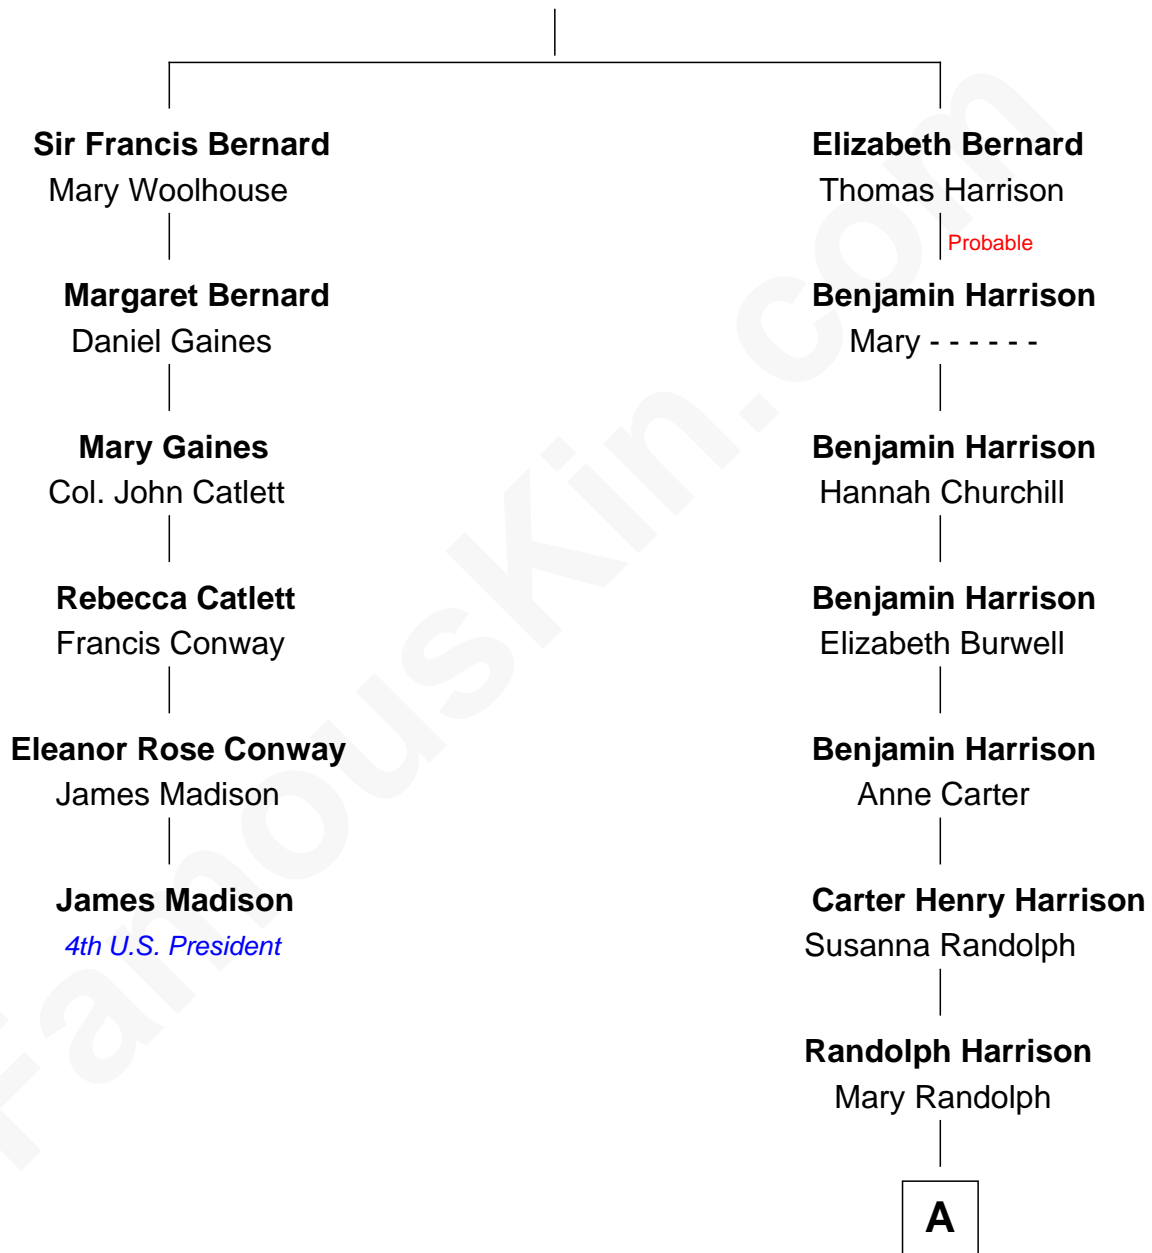 Sir Francis Bernard
Mary Woolhouse
Margaret Bernard
Daniel Gaines
Mary Gaines
Col. John Catlett
Rebecca Catlett
Francis Conway
Eleanor Rose Conway
James Madison
James Madison
4th U.S. President
Elizabeth Bernard
Thomas Harrison
Probable
Benjamin Harrison
Mary - - - - - -
Benjamin Harrison
Hannah Churchill
Benjamin Harrison
Elizabeth Burwell
Benjamin Harrison
Anne Carter
Carter Henry Harrison
Susanna Randolph
Randolph Harrison
Mary Randolph
A
FamousKin.com